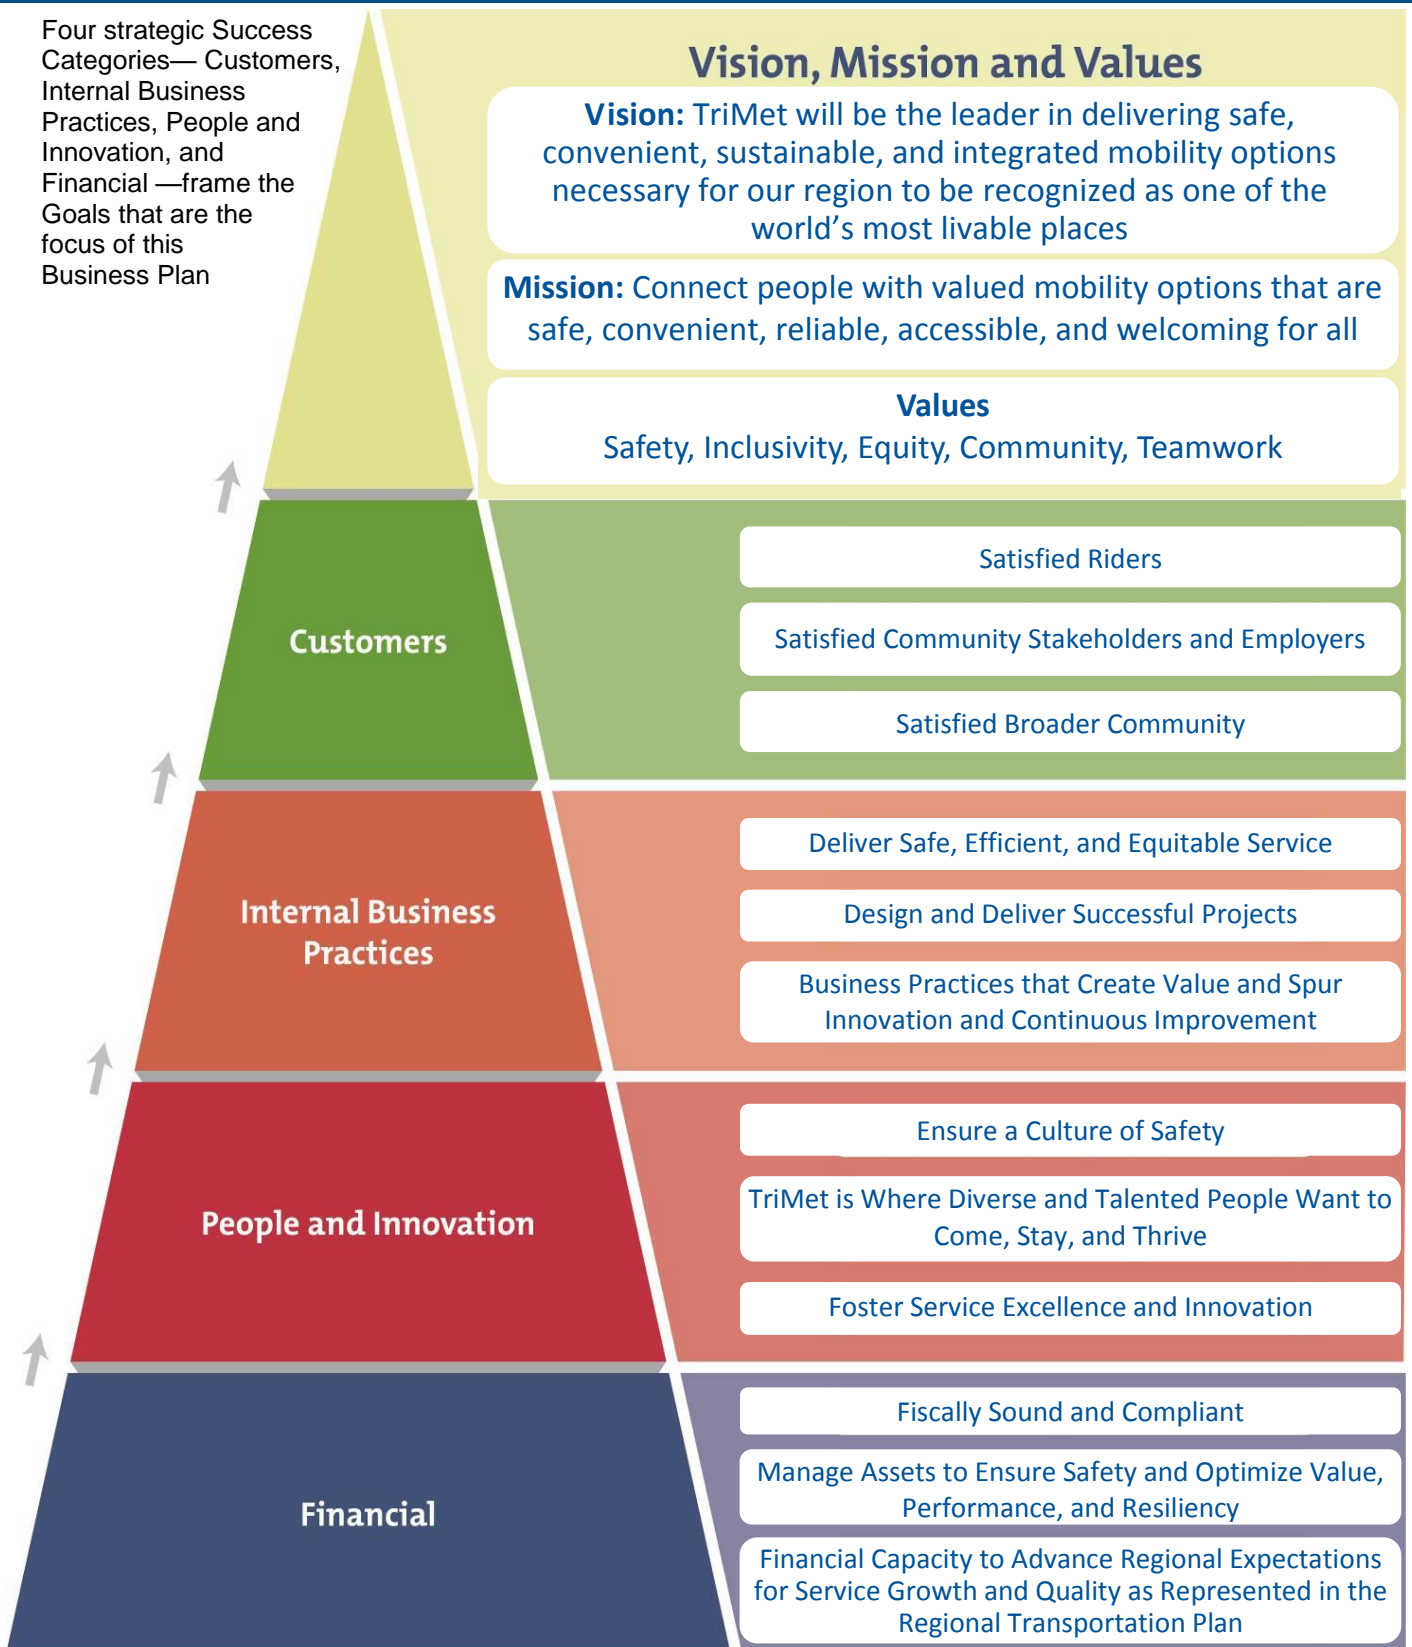 Four strategic Success
Categories— Customers,
Internal Business
Practices, People and
Innovation, and
Financial —frame the
Goals that are the
focus of this
Business Plan
Vision, Mission and Values
Vision: TriMet will be the leader in delivering safe,
convenient, sustainable, and integrated mobility options
necessary for our region to be recognized as one of the
world's most livable places
Mission: Connect people with valued mobility options that are
safe, convenient, reliable, accessible, and welcoming for all
Values
Safety, Inclusivity, Equity, Community, Teamwork
Customers
Satisfied Riders
Satisfied Community Stakeholders and Employers
Satisfied Broader Community
Internal Business
Practices
Deliver Safe, Efficient, and Equitable Service
Design and Deliver Successful Projects
Business Practices that Create Value and Spur
Innovation and Continuous Improvement
People and Innovation
Ensure a Culture of Safety
TriMet is Where Diverse and Talented People Want to
Come, Stay, and Thrive
Foster Service Excellence and Innovation
Financial
Fiscally Sound and Compliant
Manage Assets to Ensure Safety and Optimize Value,
Performance, and Resiliency
Financial Capacity to Advance Regional Expectations
for Service Growth and Quality as Represented in the
Regional Transportation Plan